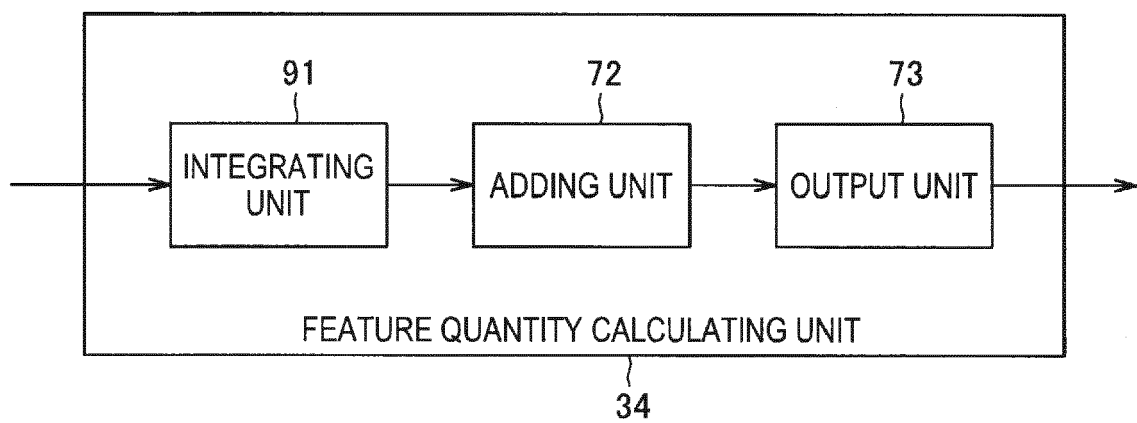 91
72
73
INTEGRATING
UNIT
ADDING UNIT
OUTPUT UNIT
FEATURE QUANTITY CALCULATING UNIT
34